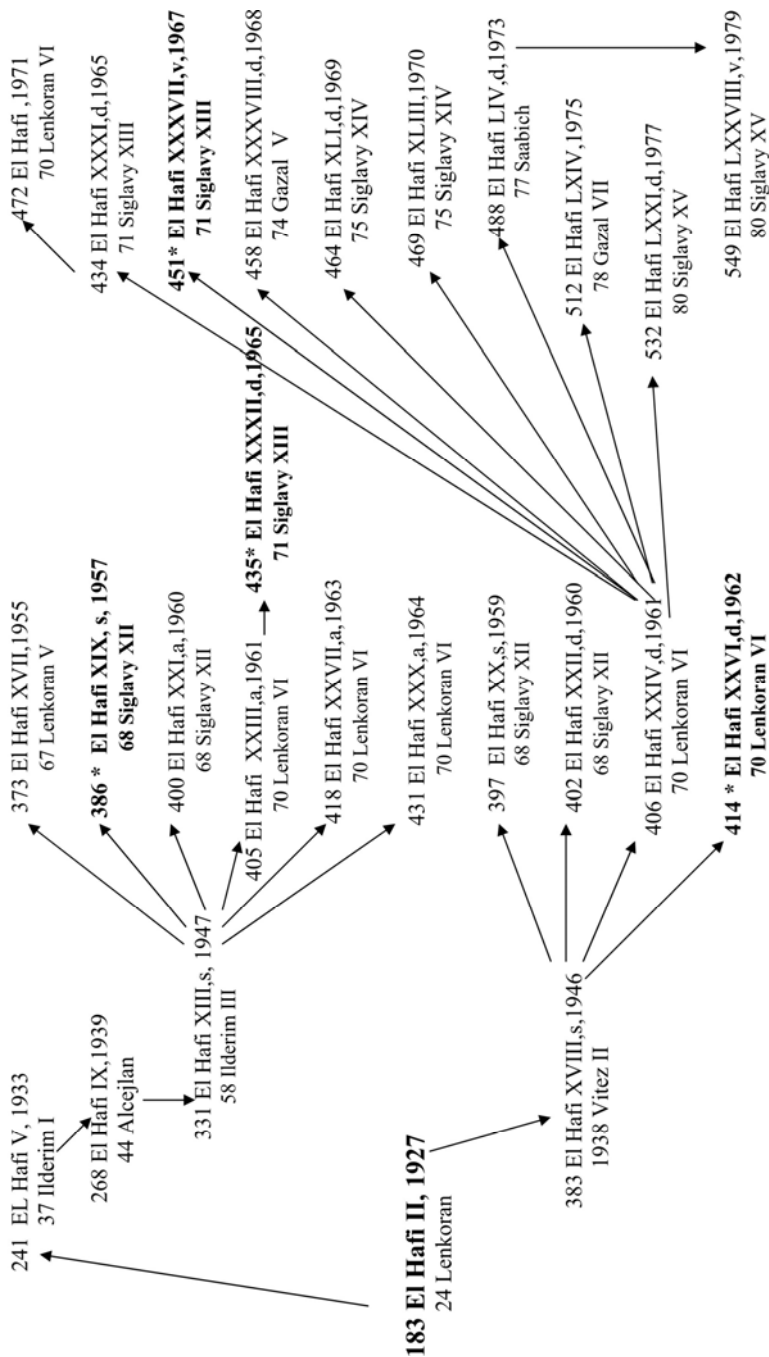 183 El Hafi II, 1927
24 Lenkoran
241 EL Hafi V, 1933
37 Ilderim I
268 El Hafi IX,1939
44 Alcejlan
331 El Hafi XIII,s, 1947
58 Ilderim III
383 El Hafi XVIII,s,1946
1938 Vitez II
373 El Hafi XVII,1955
67 Lenkoran V
386 * El Hafi XIX, s, 1957
68 Siglavy XII
400 El Hafi XXI,a,1960
68 Siglavy XII
405 El Hafi XXIII,a,1961
70 Lenkoran VI
418 El Hafi XXVII,a,1963
70 Lenkoran VI
431 El Hafi XXX,a,1964
70 Lenkoran VI
397 El Hafi XX,s,1959
68 Siglavy XII
402 El Hafi XXII,d,1960
68 Siglavy XII
406 El Hafi XXIV,d,1961
70 Lenkoran VI
414 * El Hafi XXVI,d,1962
70 Lenkoran VI
435* El Hafi XXXII,d,1965
71 Siglavy XIII
472 El Hafi ,1971
70 Lenkoran VI
434 El Hafi XXXI,d,1965
71 Siglavy XIII
451* El Hafi XXXVII,v,1967
71 Siglavy XIII
458 El Hafi XXXVIII,d,1968
74 Gazal V
464 El Hafi XLI,d,1969
75 Siglavy XIV
469 El Hafi XLIII,1970
75 Siglavy XIV
488 El Hafi LIV,d,1973
77 Saabich
512 El Hafi LXIV,1975
78 Gazal VII
532 El Hafi LXXI,d,1977
80 Siglavy XV
549 El Hafi LXXVIII,v,1979
80 Siglavy XV